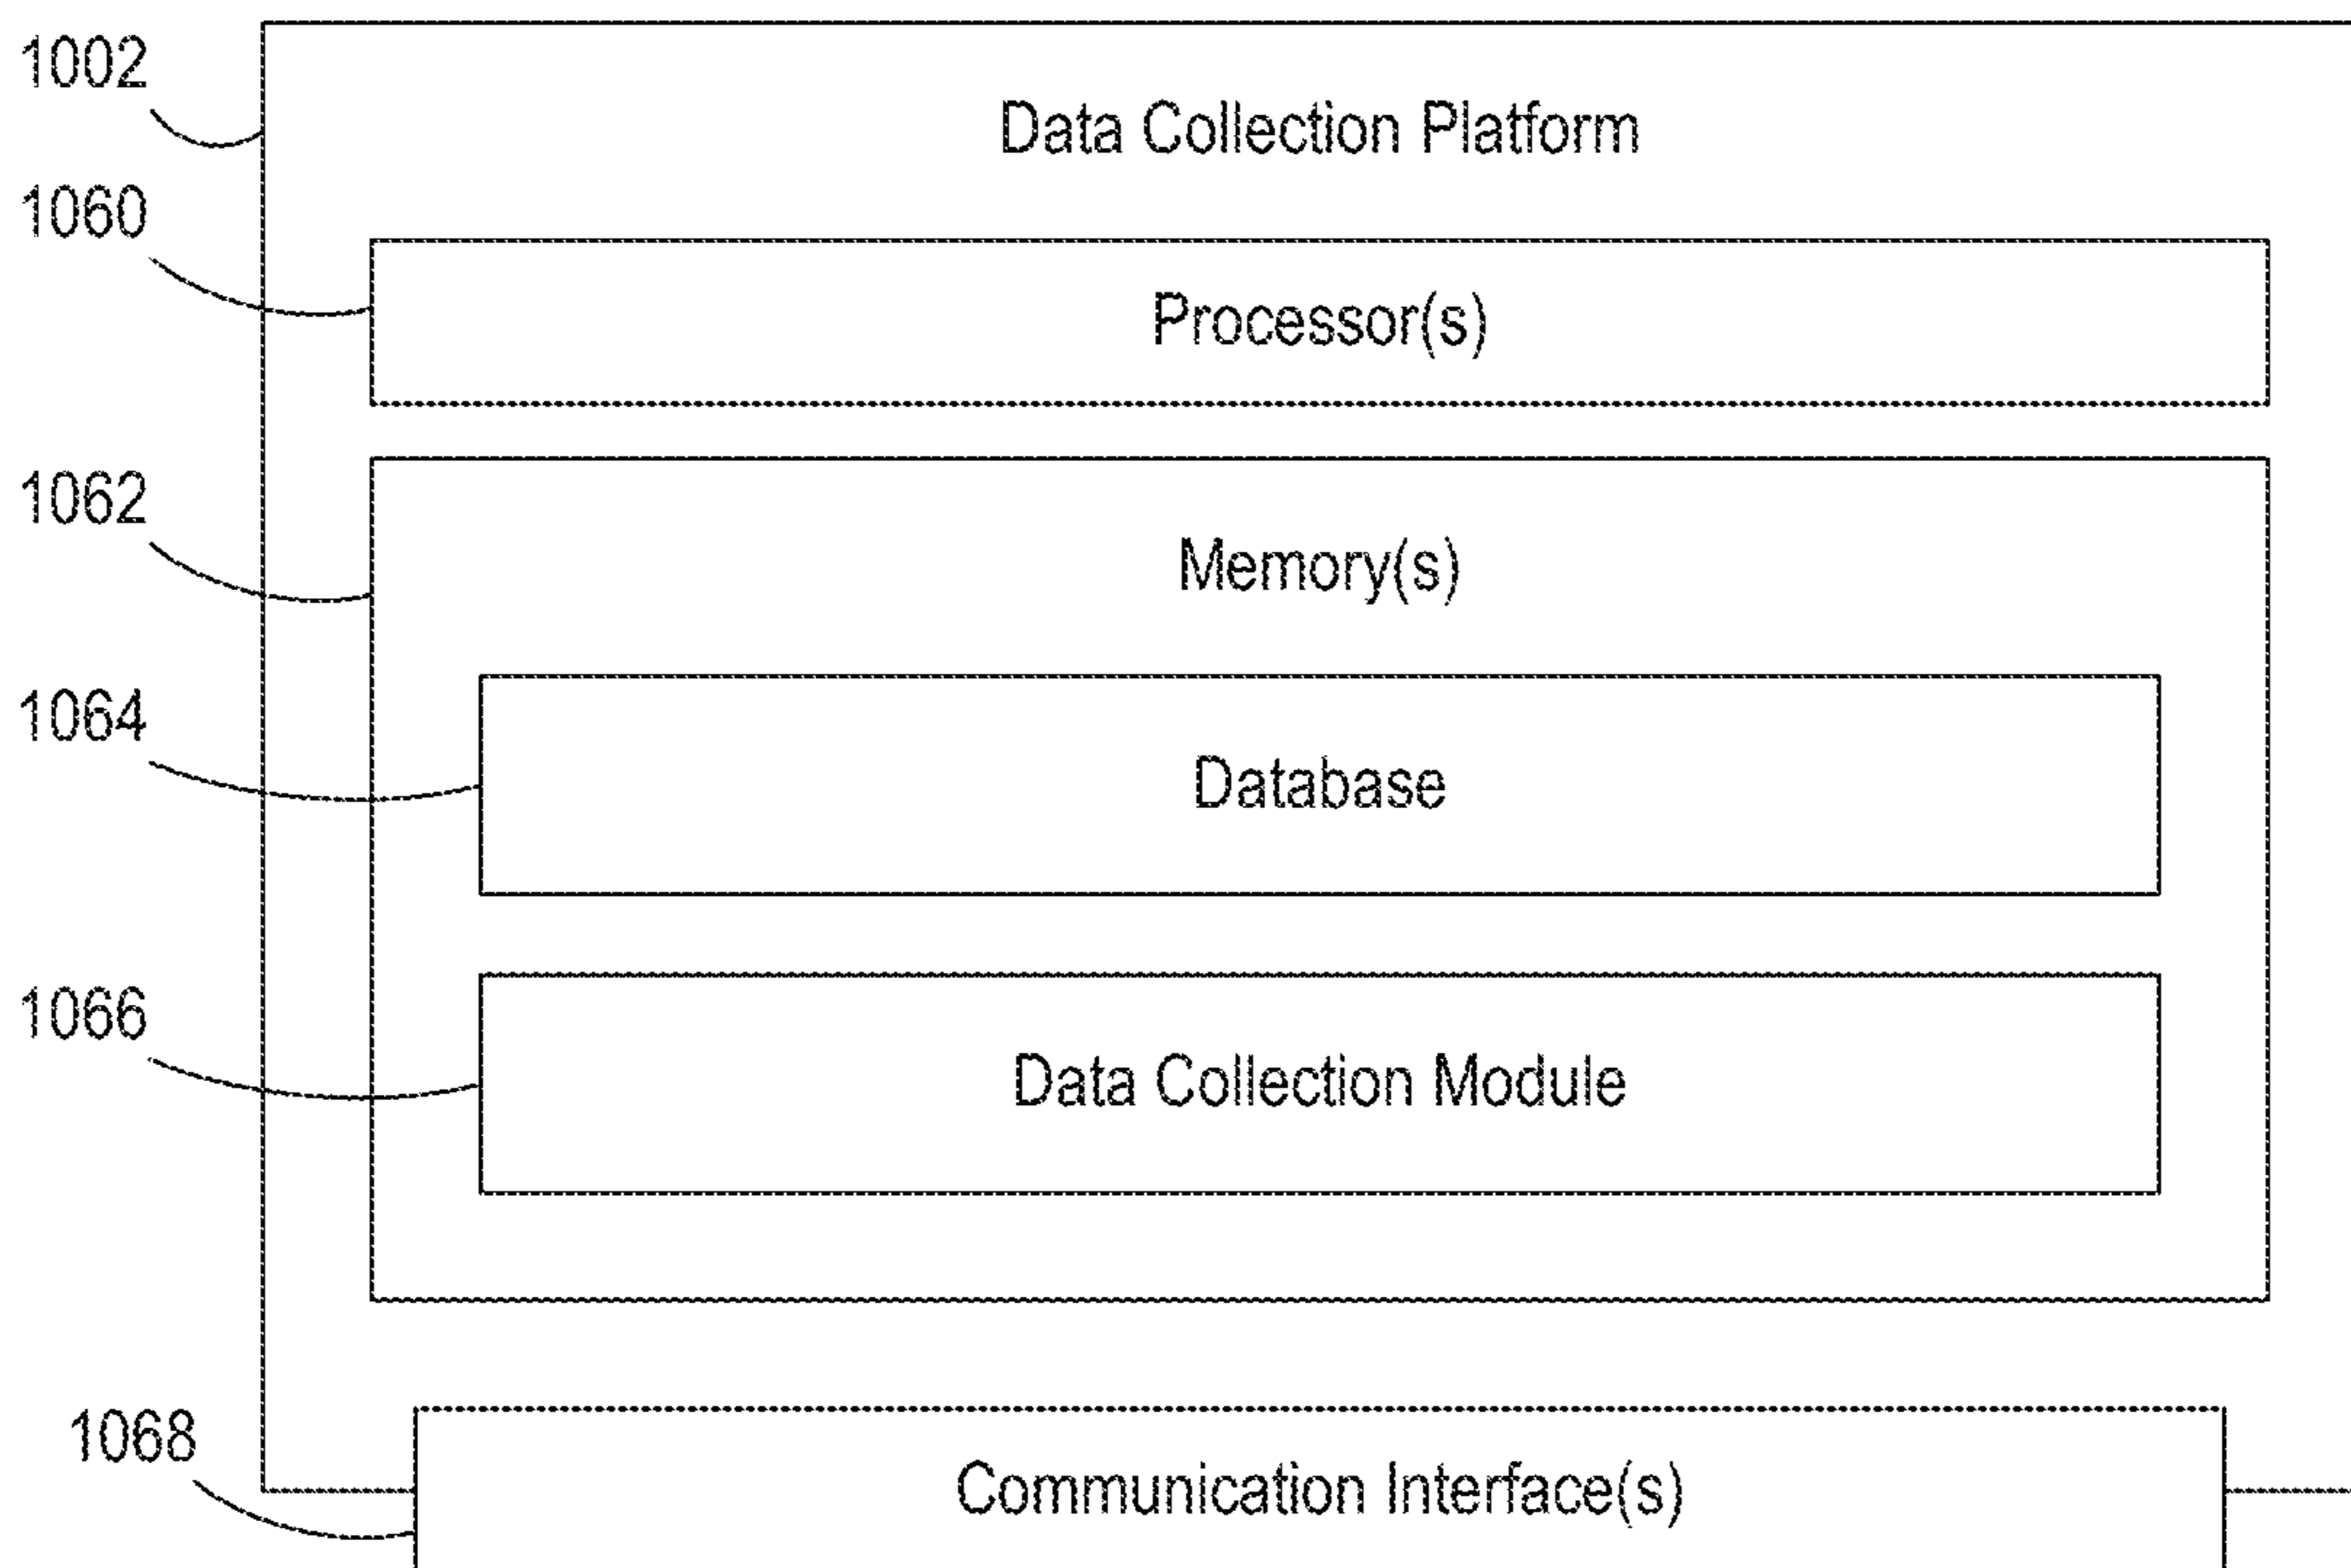 1002
Data Collection Platform
1060
Processor(s)
1062
Memory(s)
1064
Database
1066
Data Collection Module
1068
Communication Interface(s)